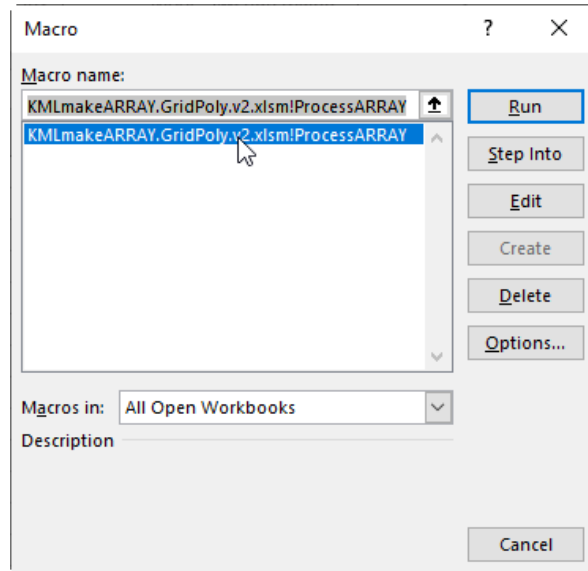 Macro ?
Macro name:
KMLmakeARRAY.GridPoly.v2.xlsm!ProcessARRAY
Run
KMLmakeARRAY.GridPoly.v2.xlsm!ProcessARRAY
Step Into
Edit
Create
Delete
Options...
Macros in: All Open Workbooks
Description
Cancel